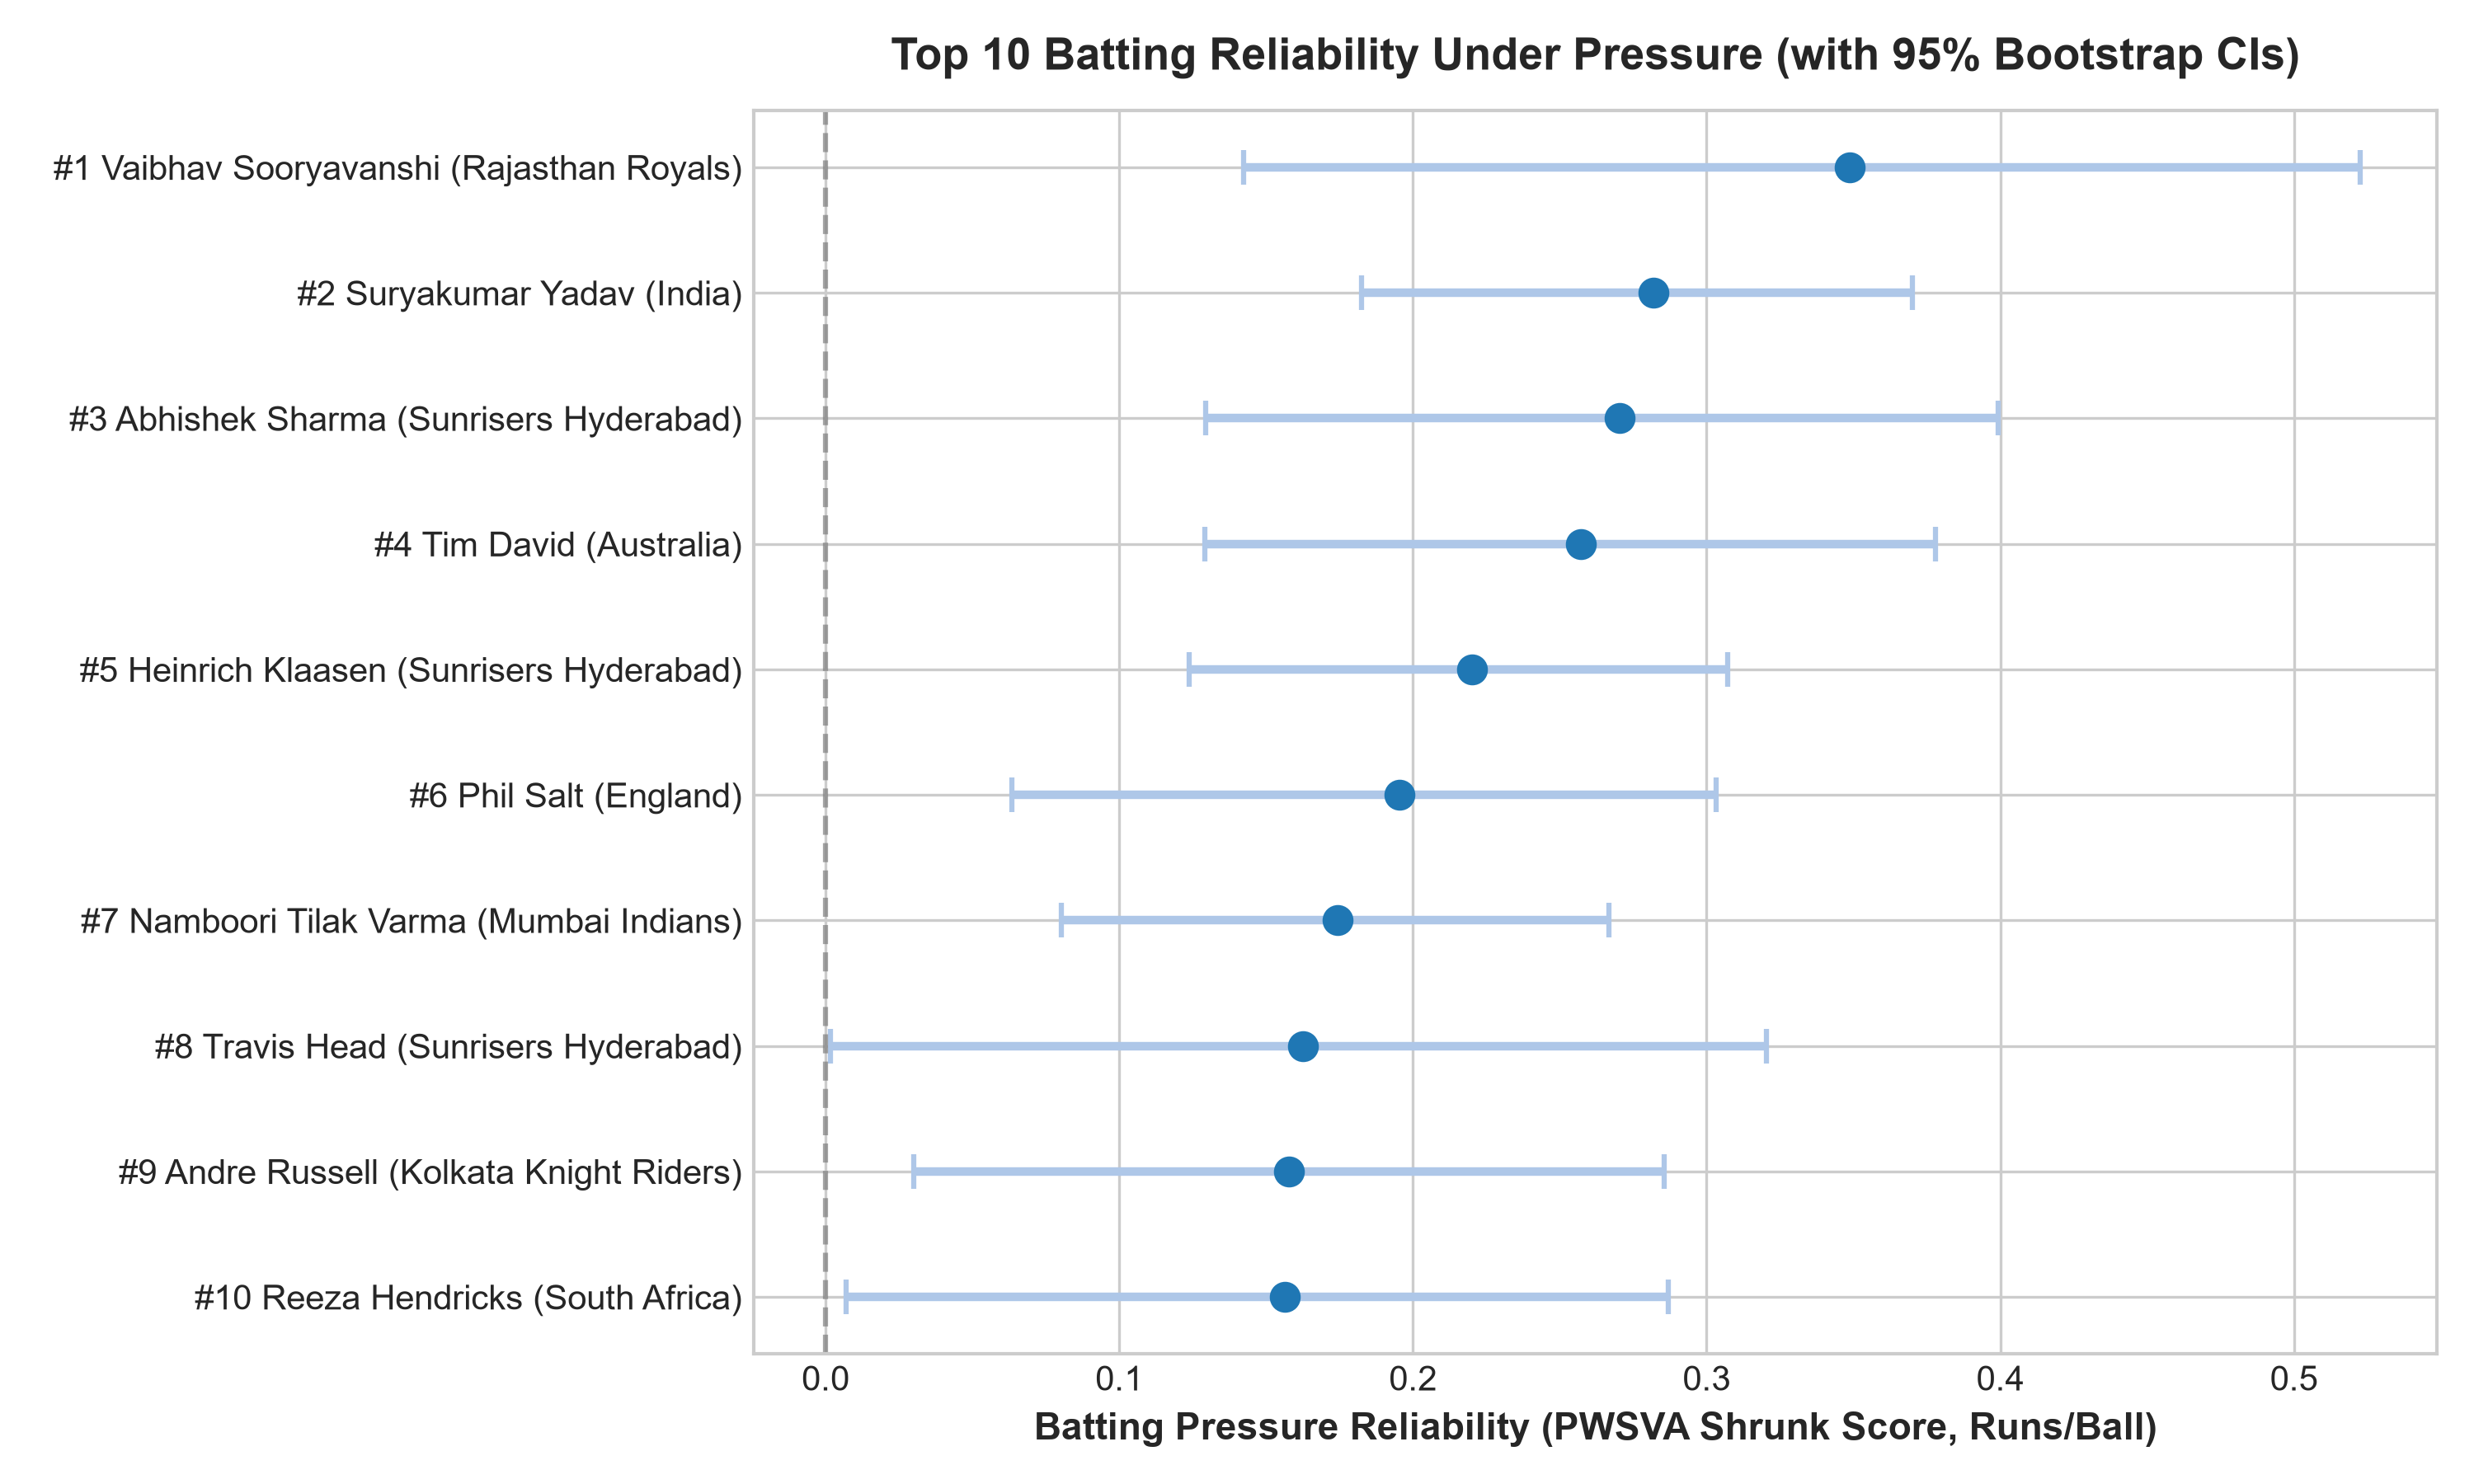 Top 10 Batting Reliability Under Pressure (with 95% Bootstrap CIs)
#1 Vaibhav Sooryavanshi (Rajasthan Royals)
#2 Suryakumar Yadav (India)
#3 Abhishek Sharma (Sunrisers Hyderabad)
#4 Tim David (Australia)
#5 Heinrich Klaasen (Sunrisers Hyderabad)
#6 Phil Salt (England)
#7 Namboori Tilak Varma (Mumbai Indians)
#8 Travis Head (Sunrisers Hyderabad)
#9 Andre Russell (Kolkata Knight Riders)
#10 Reeza Hendricks (South Africa)
0.0 0.1 0.2 0.3 0.4 0.5
Batting Pressure Reliability (PWSVA Shrunk Score, Runs/Ball)